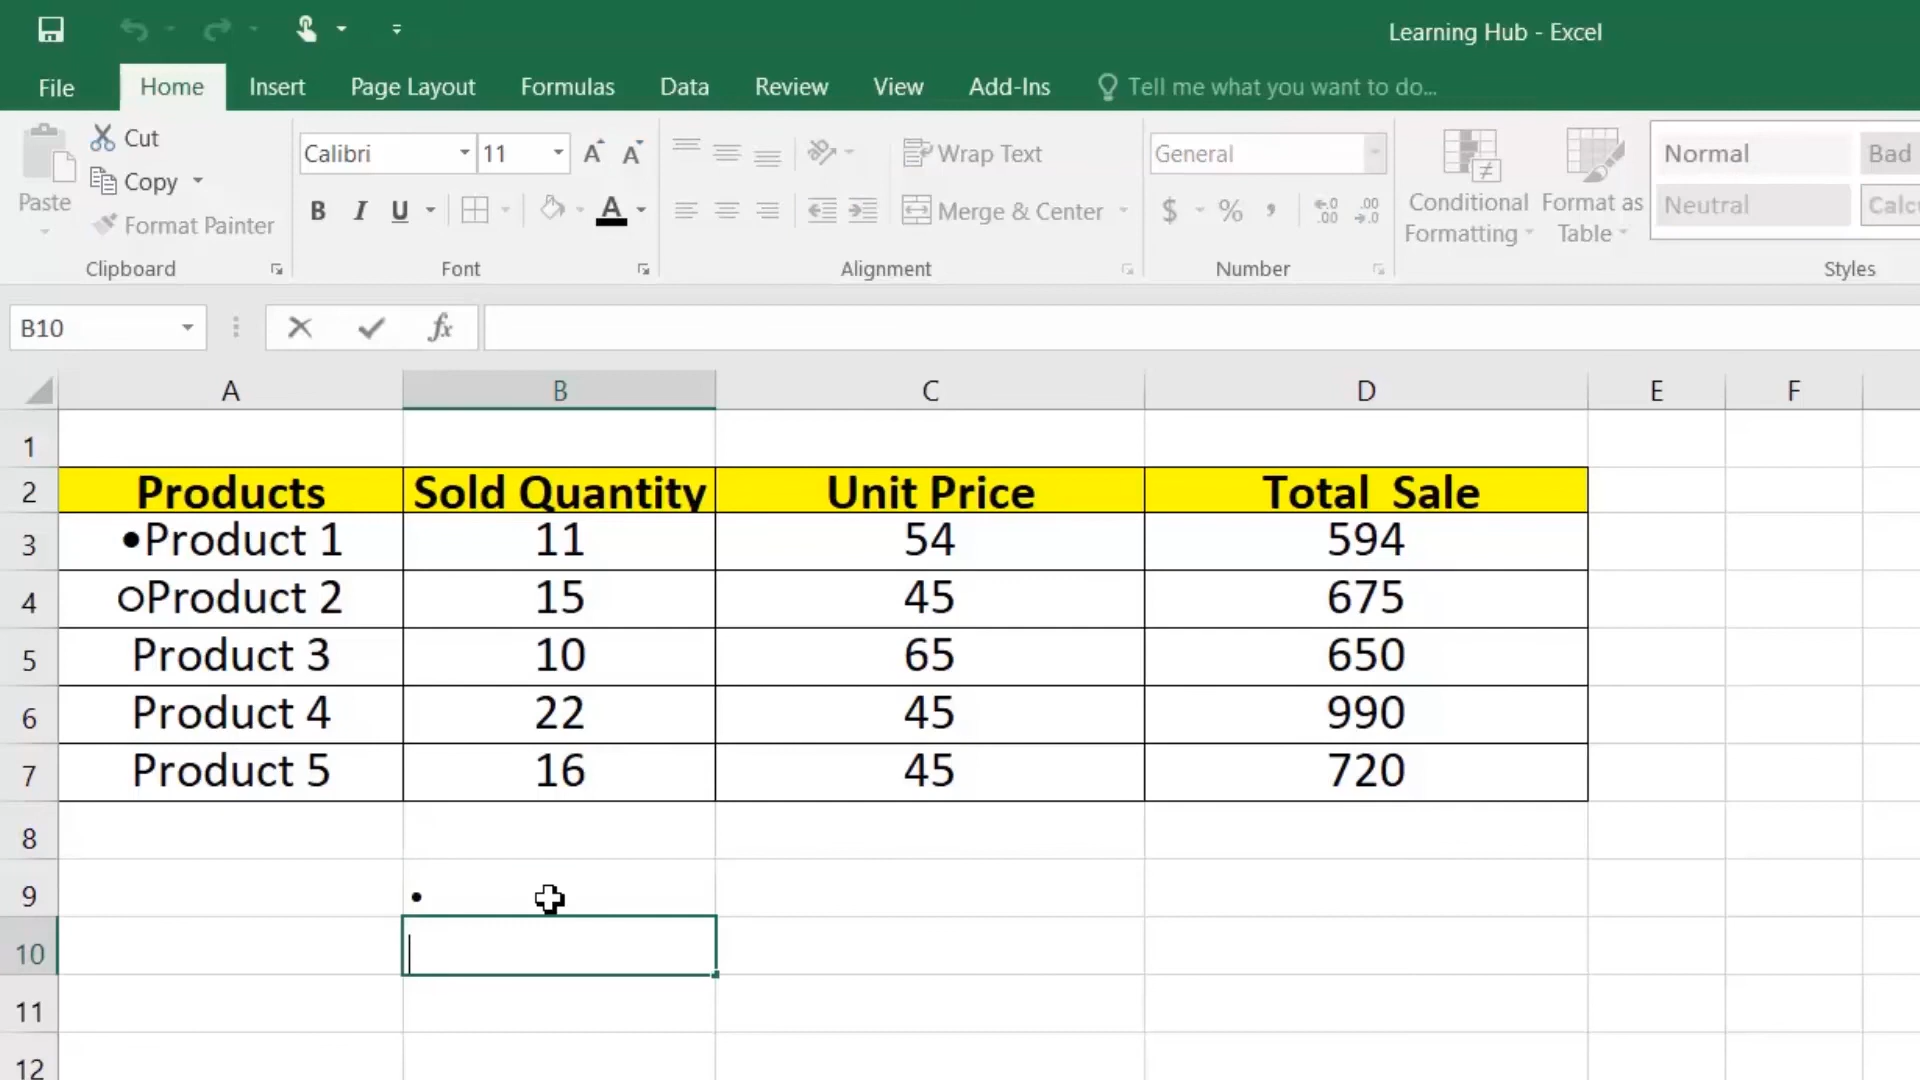 Learning Hub - Excel
File Home Insert Page Layout Formulas Data Review View Add-Ins Tell me what you want to do...
Cut
Calibri 11 Wrap Text General Normal Bad
Copy
Paste Conditional Format as
B I U A Merge & Center $ % , Neutral Calc
Format Painter Formatting Table
Clipboard Font Alignment Number Styles
B10 fx
A B C D E F
1
2 Products Sold Quantity Unit Price Total  Sale
3 •Product 1 11 54 594
4 ○Product 2 15 45 675
5 Product 3 10 65 650
6 Product 4 22 45 990
7 Product 5 16 45 720
8
9 •
10
11
12